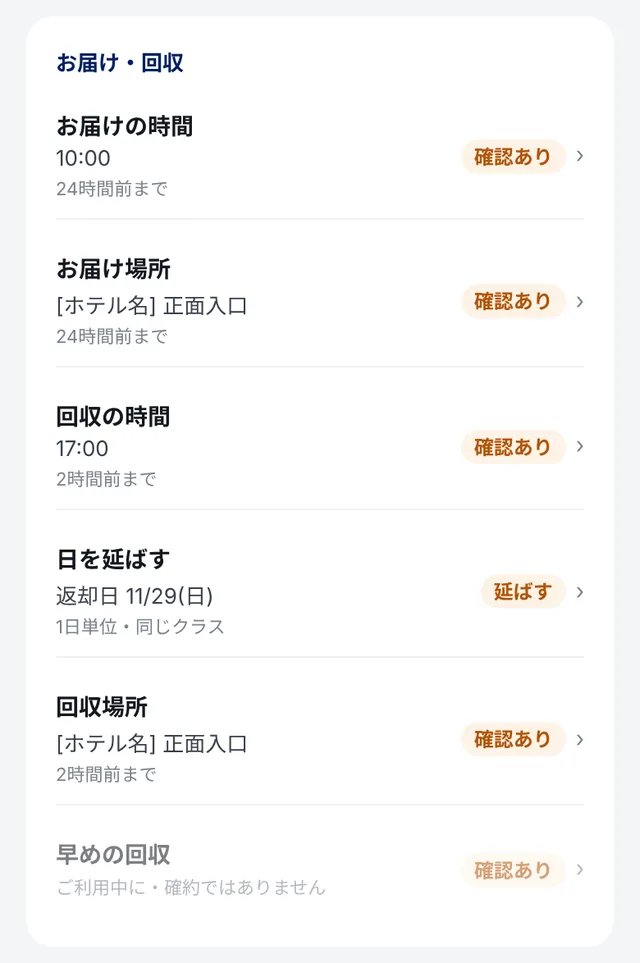 お届け・回収
お届けの時間
10:00
24時間前まで
確認あり
お届け場所
[ホテル名] 正面入口
24時間前まで
確認あり
回収の時間
17:00
2時間前まで
確認あり
日を延ばす
返却日 11/29(日)
1日単位・同じクラス
延ばす
回収場所
[ホテル名] 正面入口
2時間前まで
確認あり
早めの回収
ご利用中に・確約ではありません
確認あり